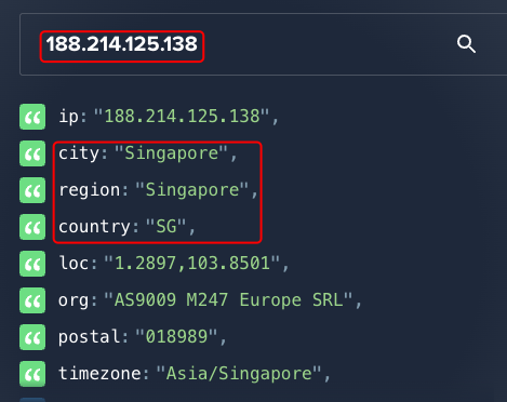 188.214.125.138
ip: "188.214.125.138",
city: "Singapore",
region: "Singapore",
country: "SG",
loc: "1.2897,103.8501",
org: "AS9009 M247 Europe SRL",
postal: "018989",
timezone: "Asia/Singapore",